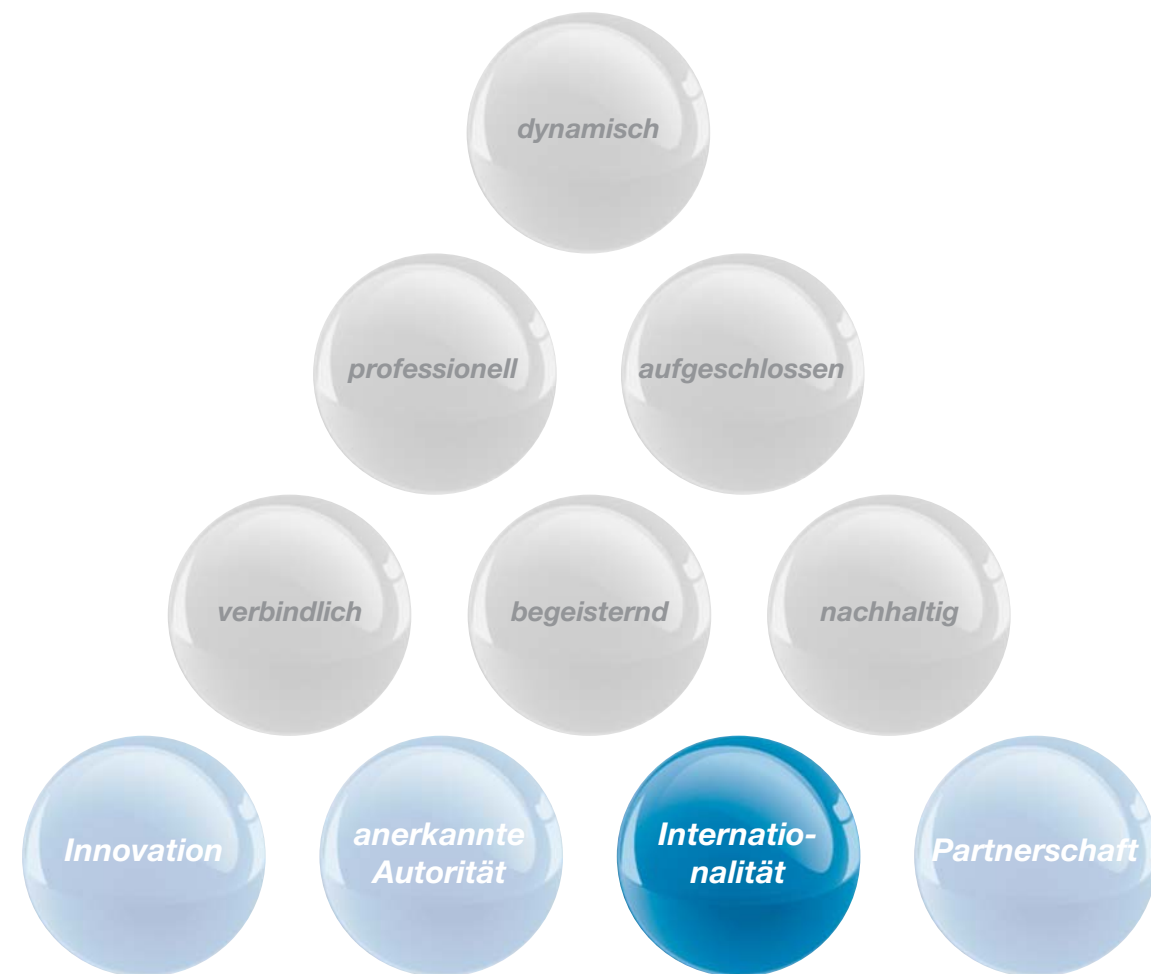 dynamisch
professionell
aufgeschlossen
verbindlich
begeisternd
nachhaltig
Innovation
anerkannte
Autorität
Internatio-
nalität
Partnerschaft